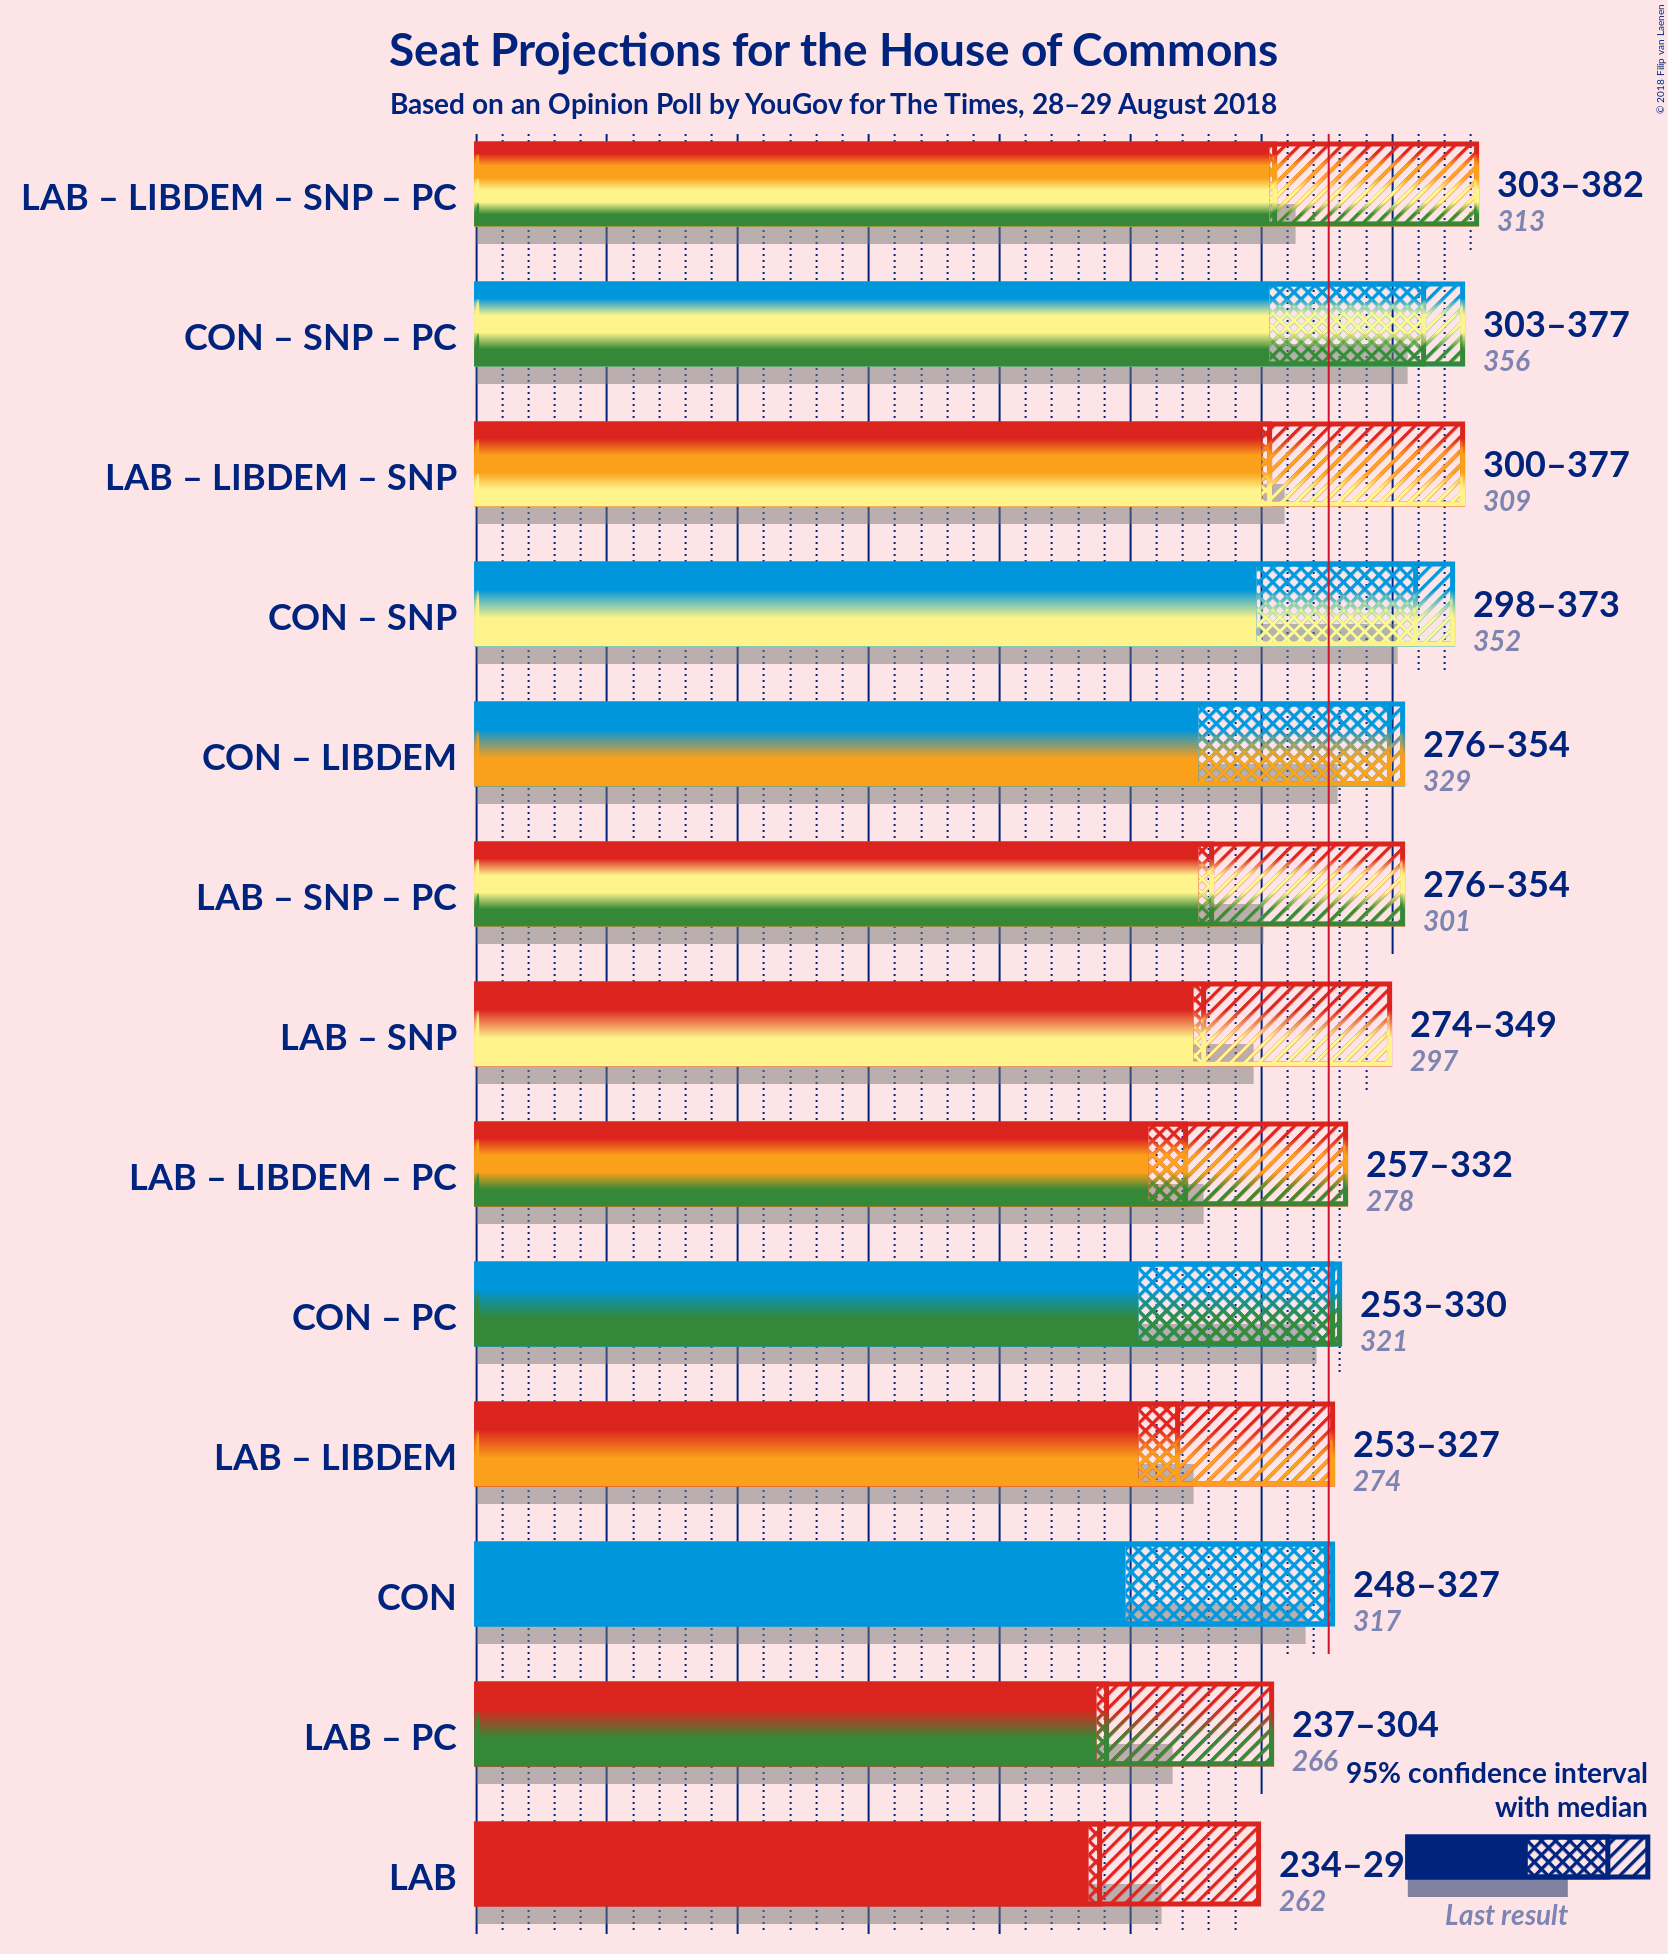 Seat Projections for the House of Commons
Based on an Opinion Poll by YouGov for The Times, 28–29 August 2018
© 2018 Filip van Laenen
LAB – LIBDEM – SNP – PC
303–382
313
CON – SNP – PC
303–377
356
LAB – LIBDEM – SNP
300–377
309
CON – SNP
298–373
352
CON – LIBDEM
276–354
329
LAB – SNP – PC
276–354
301
LAB – SNP
274–349
297
LAB – LIBDEM – PC
257–332
278
CON – PC
253–330
321
LAB – LIBDEM
253–327
274
CON
248–327
317
LAB – PC
237–304
266
95% confidence interval
with median
LAB
234–29
262
Last result